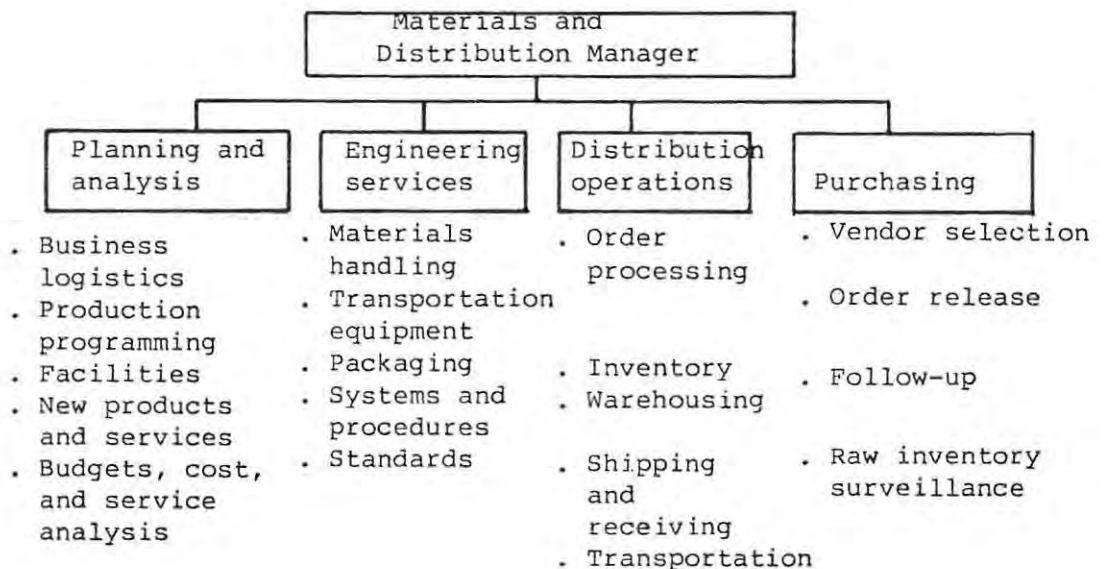 Materials and
Distribution Manager
Planning and
analysis
. Business
logistics
. Production
programming
. Facilities
. New products
and services
. Budgets, cost,
and service
analysis
Engineering
services
. Materials
handling
. Transportation
equipment
. Packaging
. Systems and
procedures
. Standards
Distribution
operations
. Order
processing
. Inventory
. Warehousing
. Shipping
and
receiving
. Transportation
Purchasing
. Vendor selection
. Order release
. Follow-up
. Raw inventory
surveillance